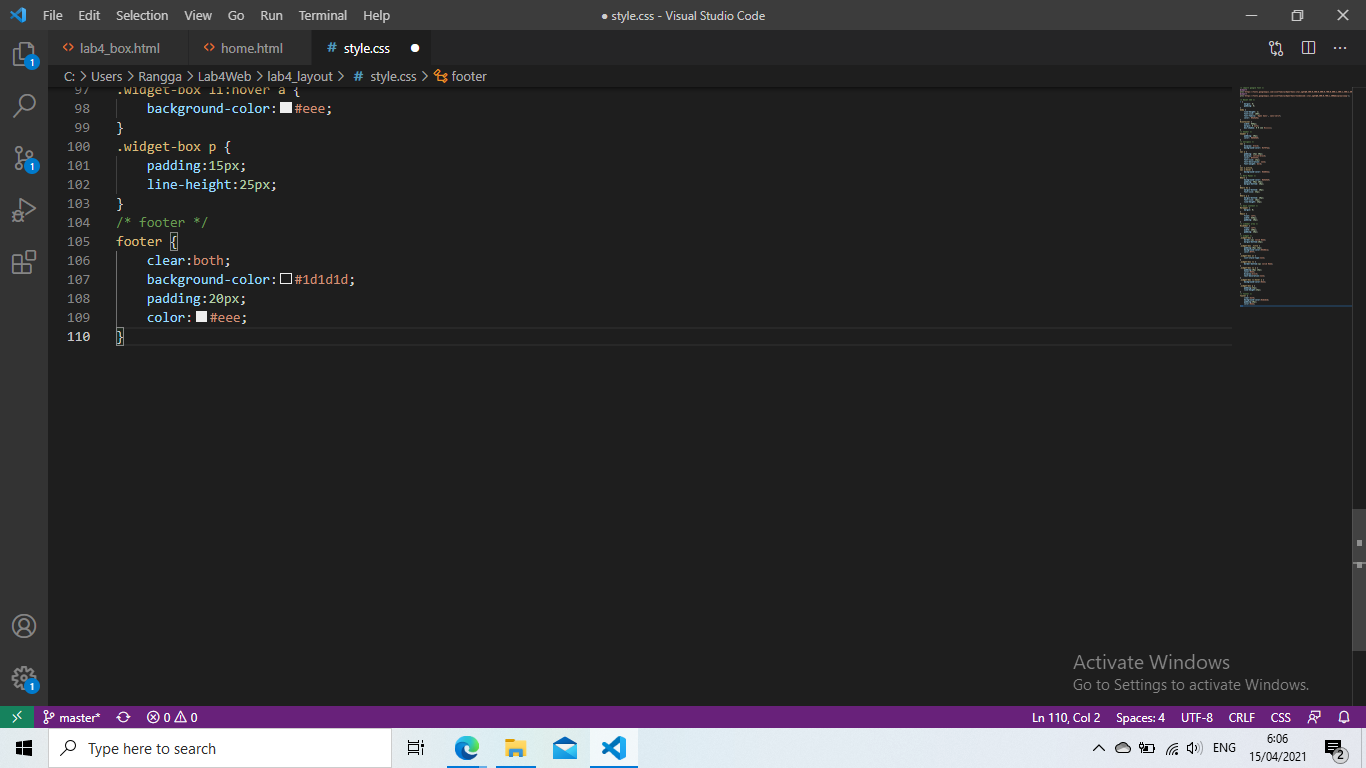 File Edit Selection View Go Run Terminal Help
● style.css - Visual Studio Code
lab4_box.html
home.html
# style.css ●
C: > Users > Rangga > Lab4Web > lab4_layout > # style.css > footer
97 .widget-box li:hover a {
98 background-color: #eee;
99 }
100 .widget-box p {
101 padding:15px;
102 line-height:25px;
103 }
104 /* footer */
105 footer {
106 clear:both;
107 background-color: #1d1d1d;
108 padding:20px;
109 color: #eee;
110 }
1
1
1
Activate Windows
Go to Settings to activate Windows.
master* 0 0
Ln 110, Col 2 Spaces: 4 UTF-8 CRLF CSS
Type here to search
ENG
6:06
15/04/2021
2